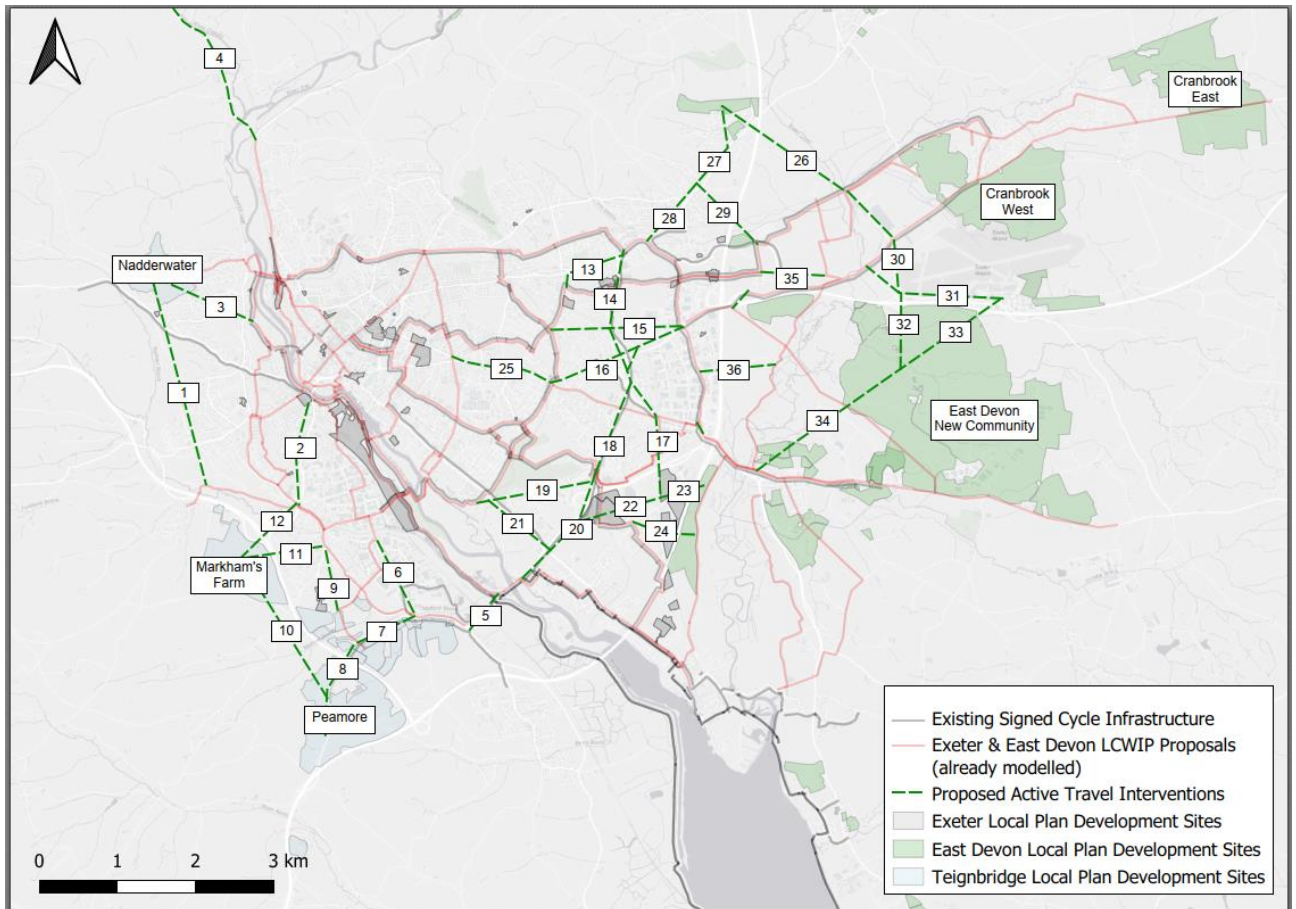 4
Cranbrook
East
27
26
28
29
Cranbrook
West
Nadderwater
3
13
14
35
30
31
15
32
33
1
25
16
36
34
East Devon
New Community
2
18
17
19
23
22
12
21
20
24
11
Markham's
Farm
9
6
5
10
7
8
Peamore
Existing Signed Cycle Infrastructure
Exeter & East Devon LCWIP Proposals
(already modelled)
Proposed Active Travel Interventions
Exeter Local Plan Development Sites
East Devon Local Plan Development Sites
Teignbridge Local Plan Development Sites
0 1 2 3 km